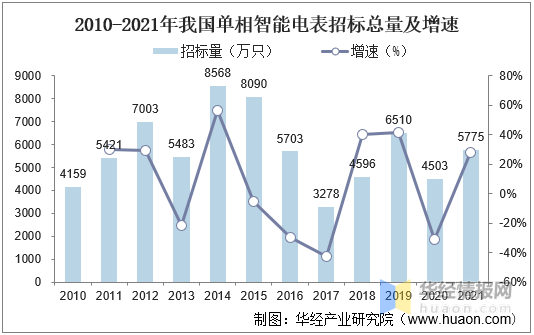 2010-2021年我国单相智能电表招标总量及增速
招标量（万只） 增速（%）
9000 8000 7000 6000 5000 4000 3000 2000 1000 0
4159 5421 7003 5483 8568 8090 5703 3278 4596 6510 4503 5775
80% 60% 40% 20% 0% -20% -40% -60%
2010 2011 2012 2013 2014 2015 2016 2017 2018 2019 2020 2021
华经情报网
huaon.com
制图：华经产业研究院（www.huaon.com）